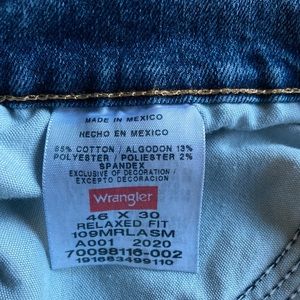 MADE IN MEXICO
HECHO EN MEXICO
85% COTTON / ALGODON 13%
POLYESTER / POLIESTER 2%
SPANDEX
EXCLUSIVE OF DECORATION /
EXCEPTO DECORACION
Wrangler
46 X 30
RELAXED FIT
109MRLASM
A001 2020
70098116-002
191663499110